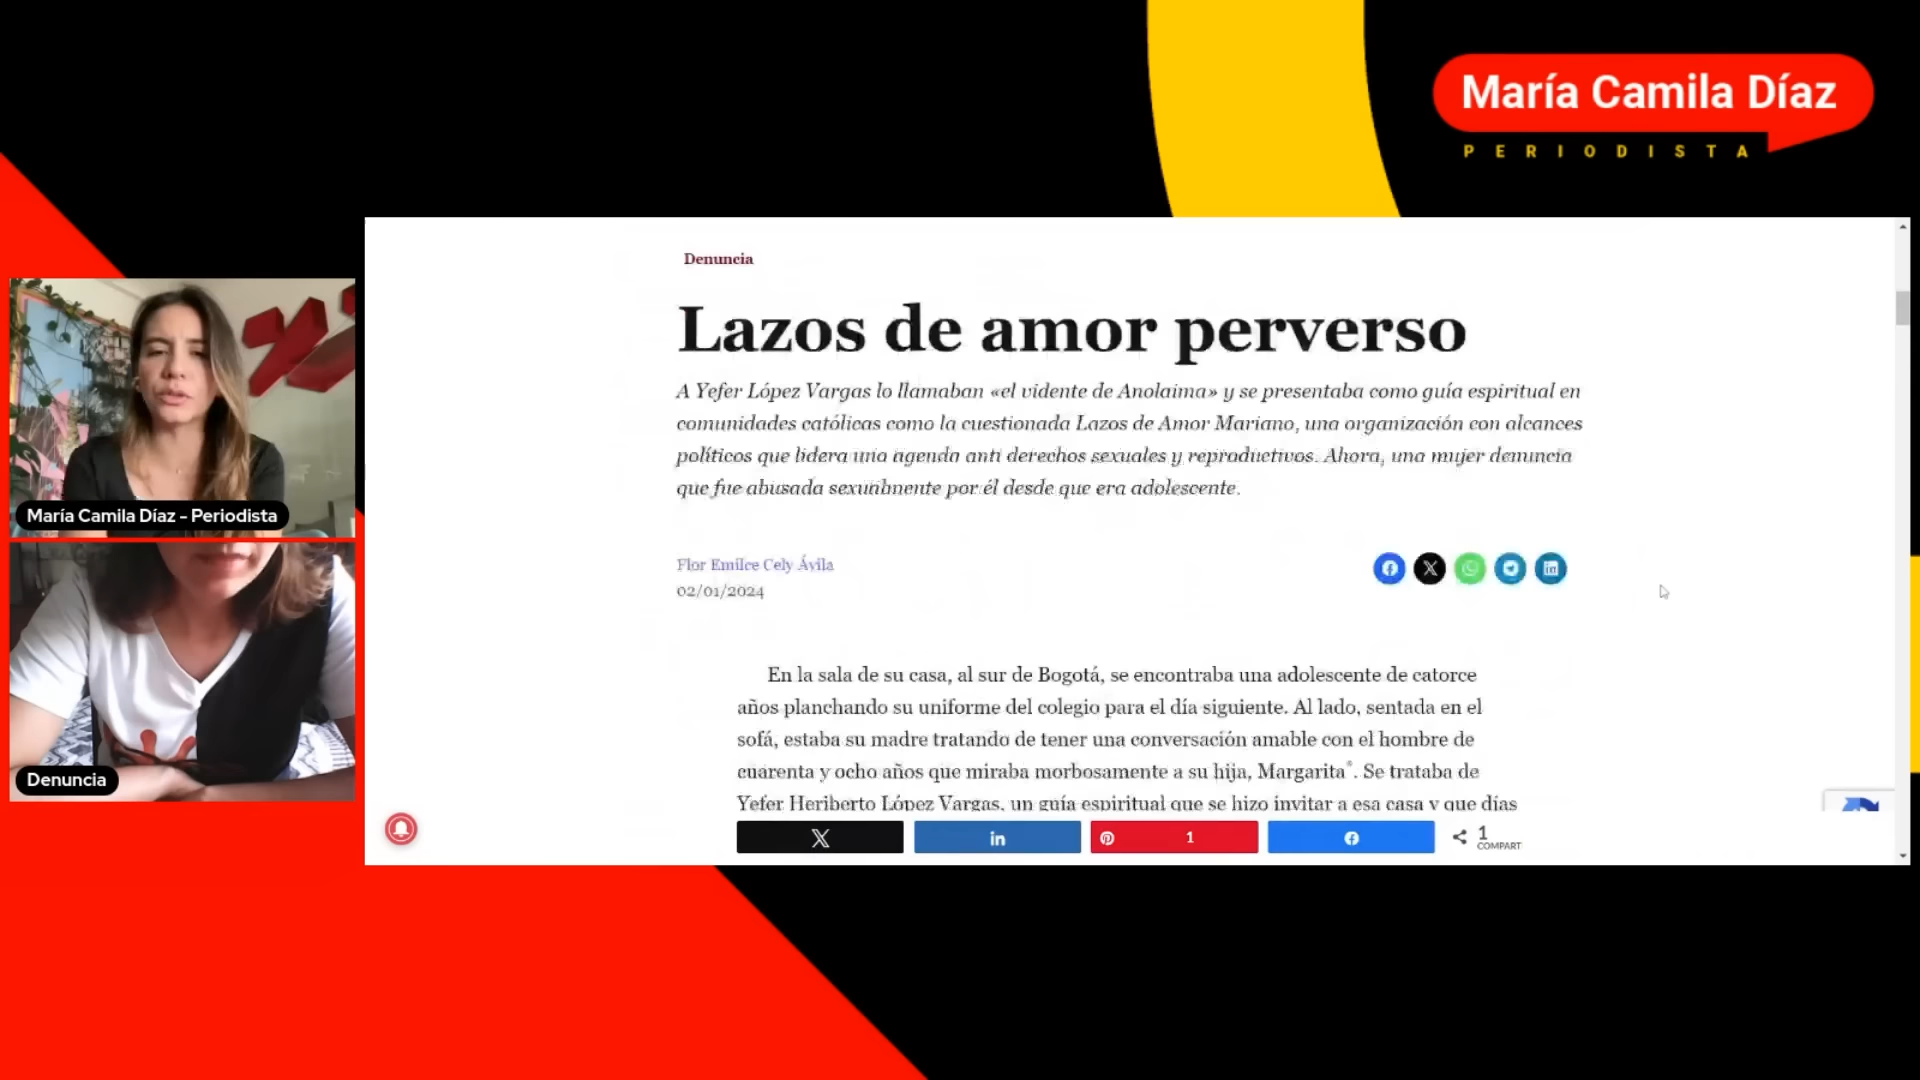 María Camila Díaz
PERIODISTA
Denuncia
Lazos de amor perverso
A Yefer López Vargas lo llamaban «el vidente de Anolaima» y se presentaba como guía espiritual en
comunidades católicas como la cuestionada Lazos de Amor Mariano, una organización con alcances
políticos que lidera una agenda anti derechos sexuales y reproductivos. Ahora, una mujer denuncia
que fue abusada sexualmente por él desde que era adolescente.
María Camila Díaz - Periodista
Flor Emilce Cely Ávila
02/01/2024
En la sala de su casa, al sur de Bogotá, se encontraba una adolescente de catorce
años planchando su uniforme del colegio para el día siguiente. Al lado, sentada en el
sofá, estaba su madre tratando de tener una conversación amable con el hombre de
cuarenta y ocho años que miraba morbosamente a su hija, Margarita*. Se trataba de
Yefer Heriberto López Vargas, un guía espiritual que se hizo invitar a esa casa y que días
Denuncia
1
1
COMPART